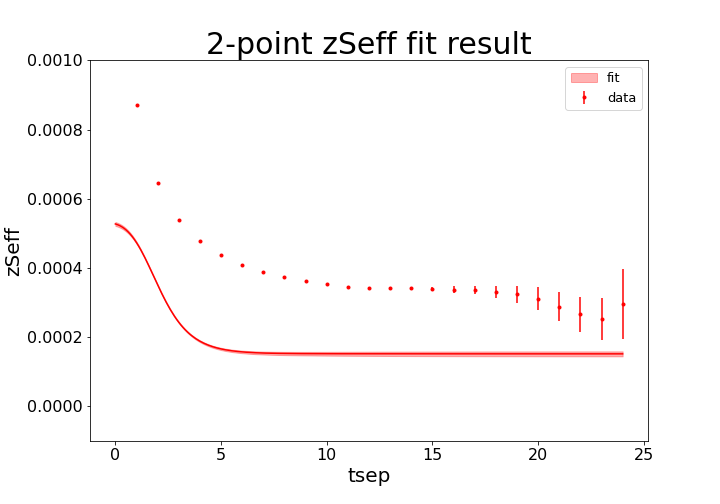 2-point zSeff fit result
0.0010
0.0008
0.0006
0.0004
0.0002
0.0000
zSeff
0 5 10 15 20 25
tsep
fit
data